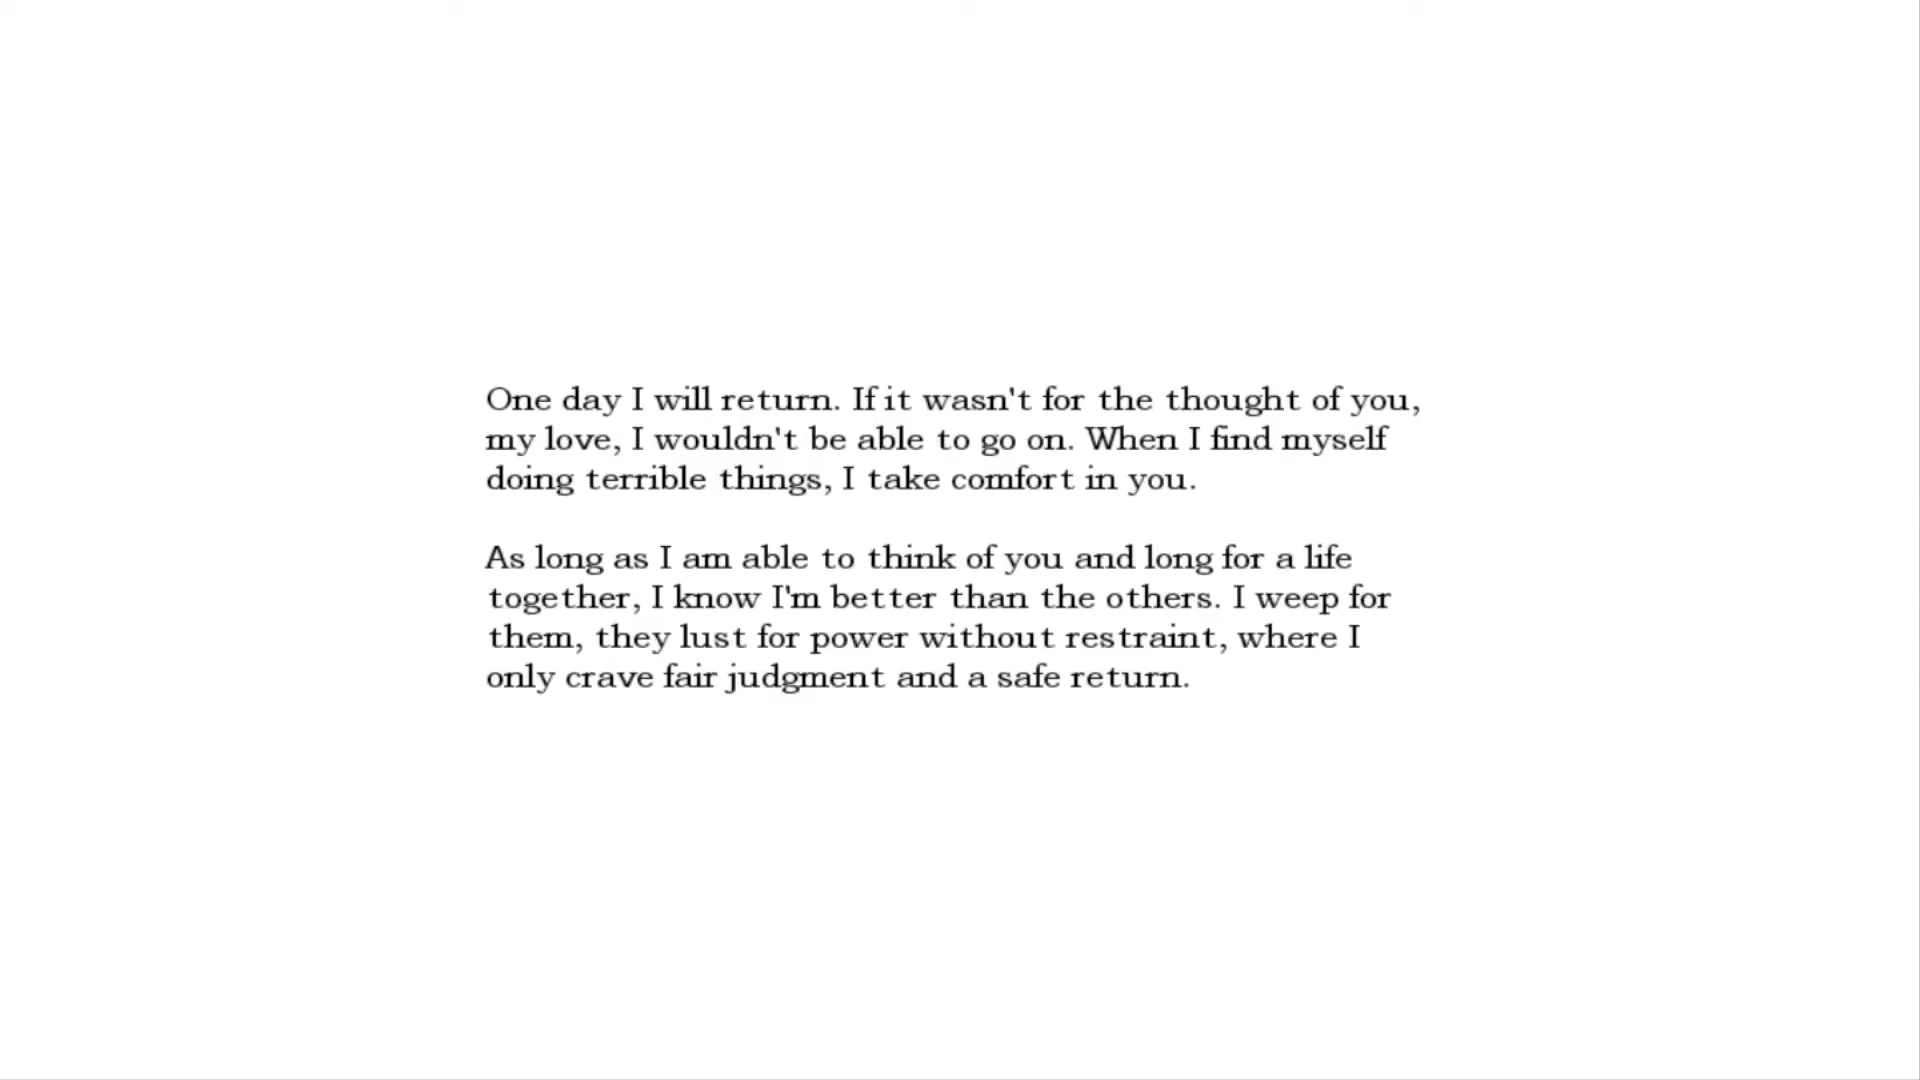 One day I will return. If it wasn't for the thought of you,
my love, I wouldn't be able to go on. When I find myself
doing terrible things, I take comfort in you.
As long as I am able to think of you and long for a life
together, I know I'm better than the others. I weep for
them, they lust for power without restraint, where I
only crave fair judgment and a safe return.